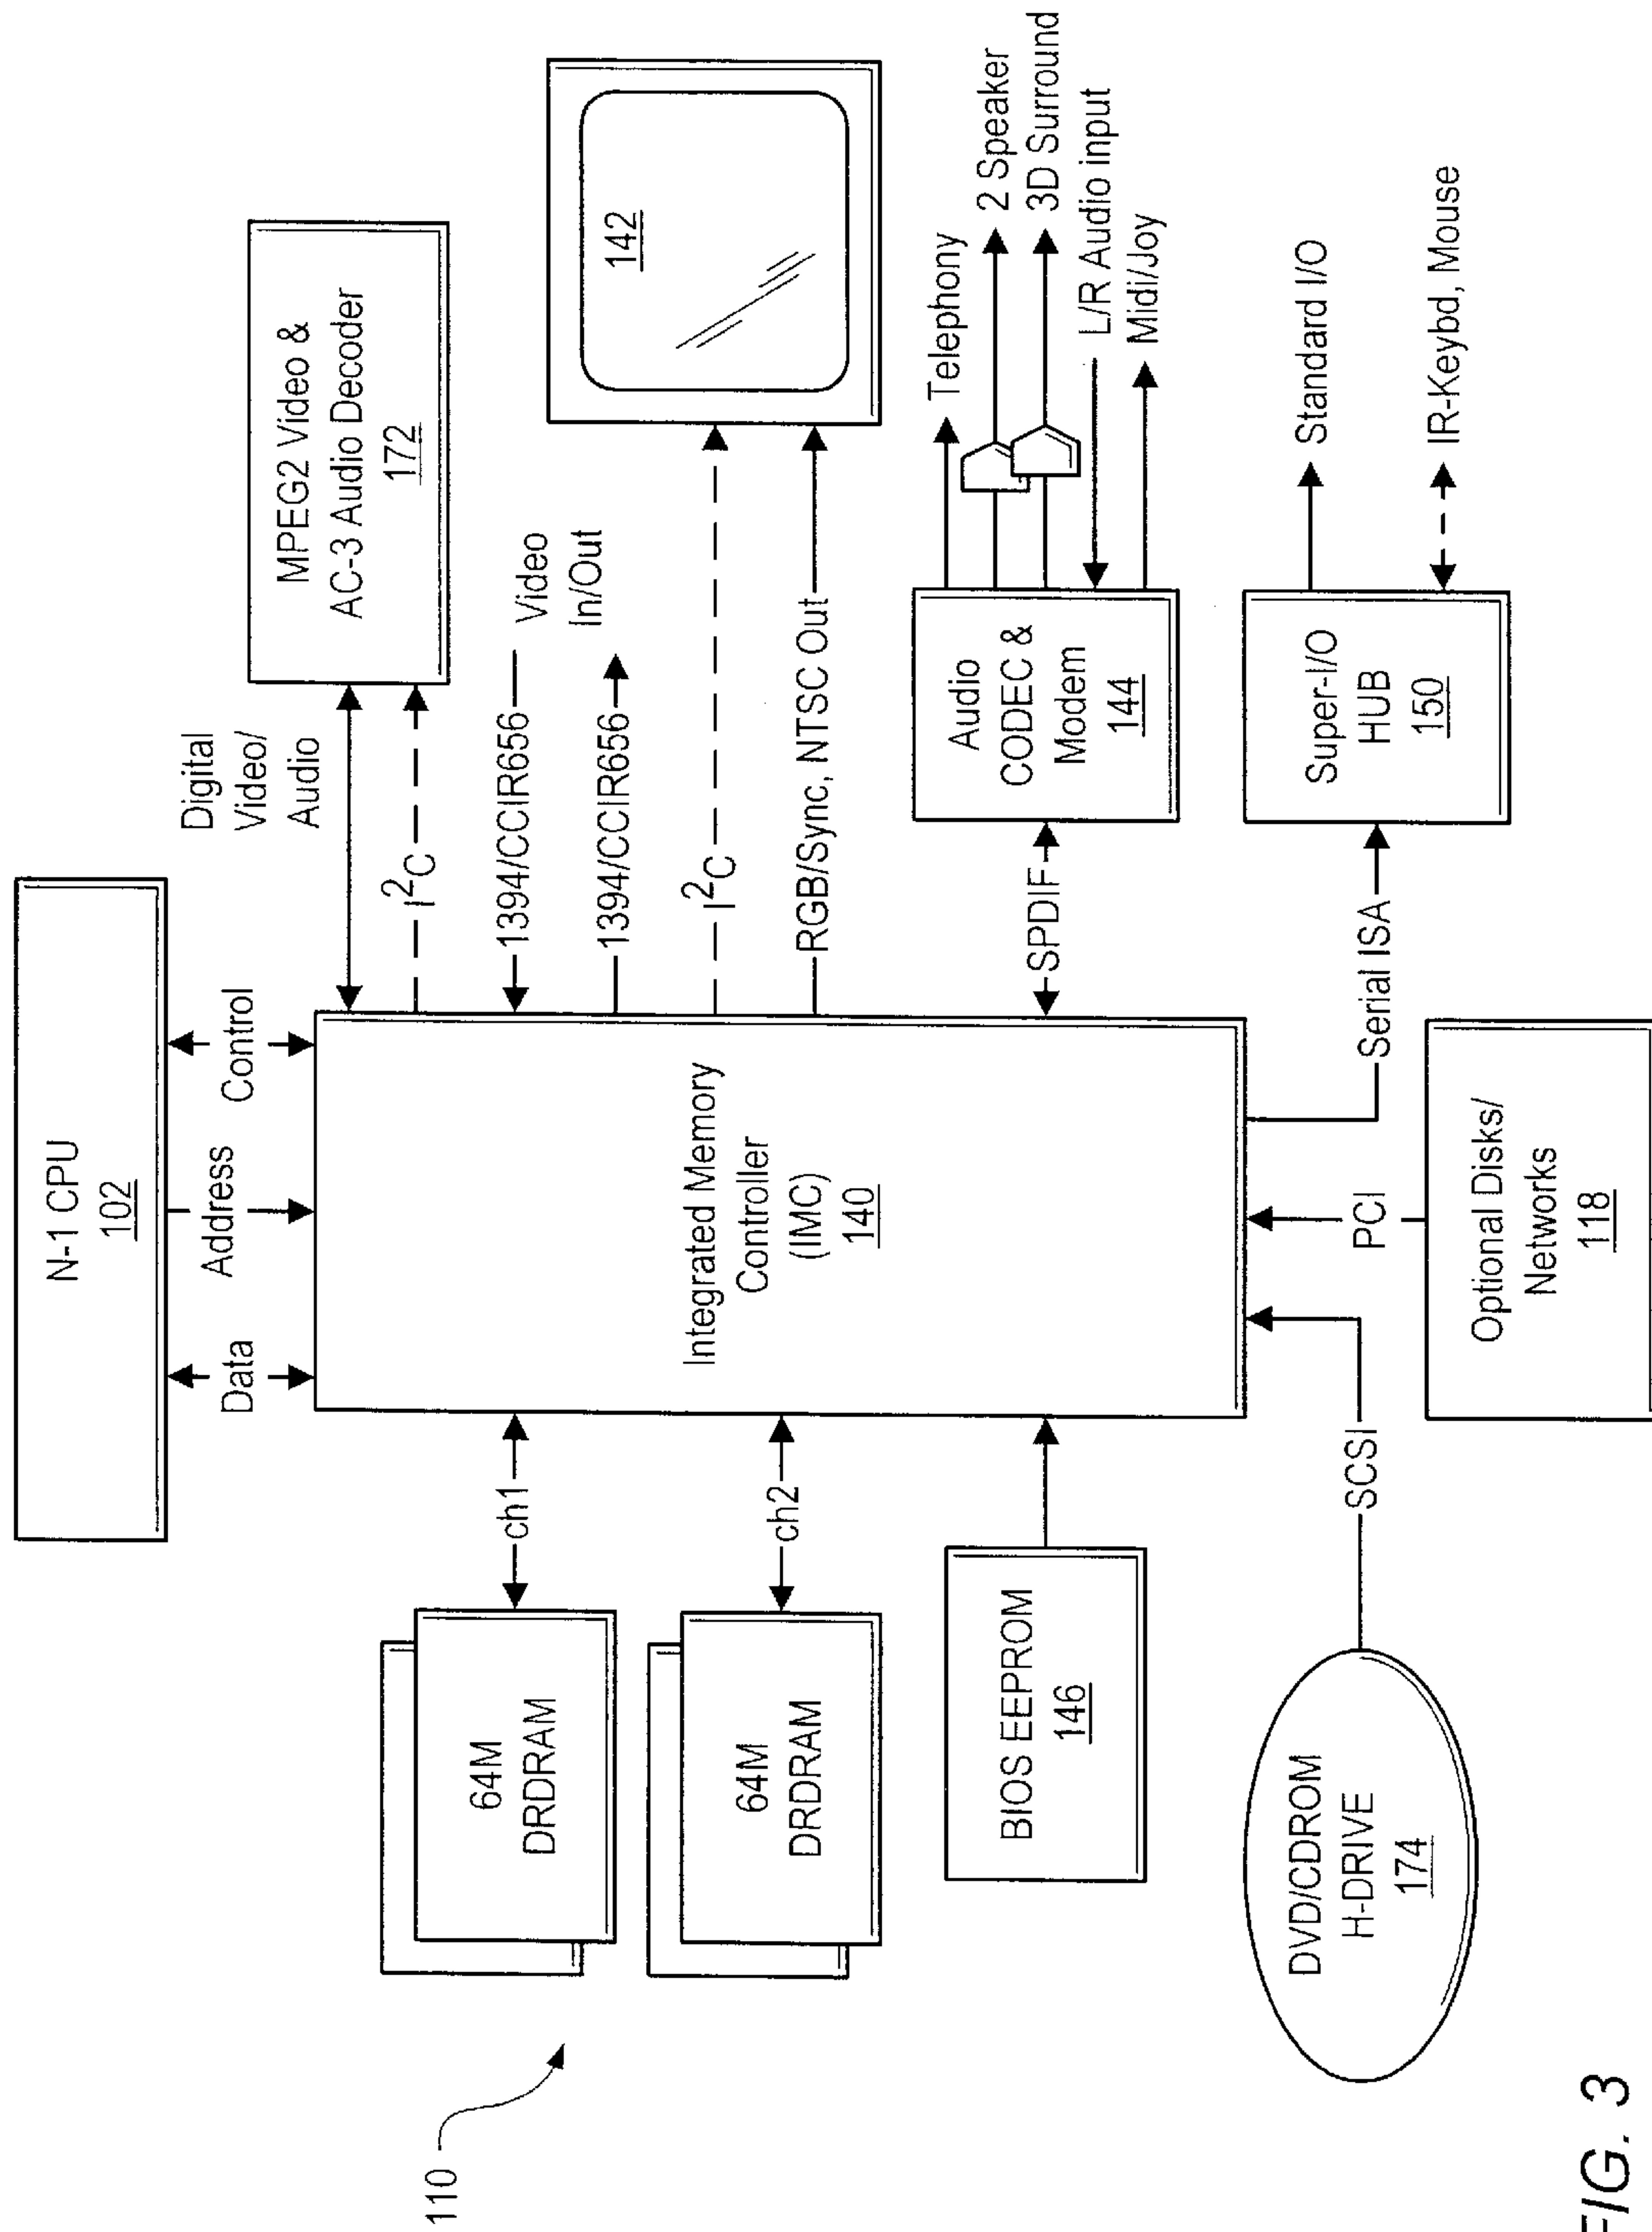 N-1 CPU
102
Data
Address
Control
110
64M
DRDRAM
ch1
64M
DRDRAM
ch2
BIOS EEPROM
146
DVD/CDROM
H-DRIVE
174
SCSI
Integrated Memory
Controller
(IMC)
140
Optional Disks/
Networks
118
PCI
Serial ISA
Digital
Video/
Audio
I²C
MPEG2 Video &
AC-3 Audio Decoder
172
1394/CCIR656
Video
In/Out
1394/CCIR656
I²C
RGB/Sync, NTSC Out
142
SPDIF
Audio
CODEC &
Modem
144
Telephony
2 Speaker
3D Surround
L/R Audio input
Midi/Joy
Super-I/O
HUB
150
Standard I/O
IR-Keybd, Mouse
FIG. 3